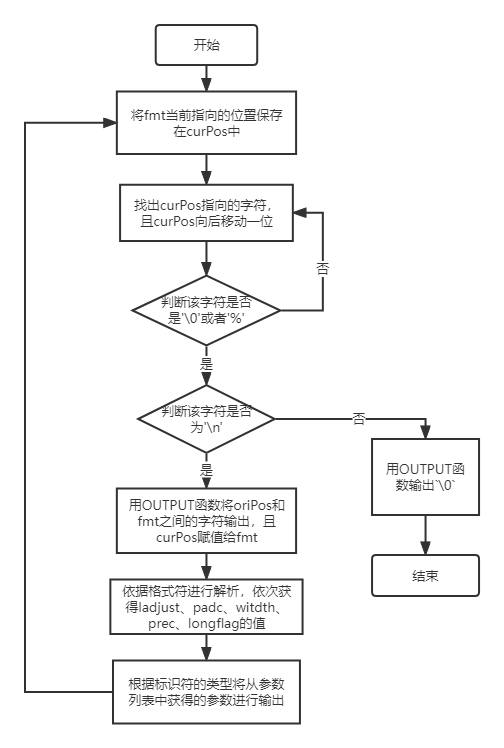 开始
将fmt当前指向的位置保存
在curPos中
找出curPos指向的字符，
且curPos向后移动一位
否
判断该字符是否
是'\0'或者'%'
是
判断该字符是否
为'\n'
否
是
用OUTPUT函
数输出`\0`
用OUTPUT函数将oriPos和
fmt之间的字符输出，且
curPos赋值给fmt
结束
依据格式符进行解析，依次获
得ladjust、padc、witdth、
prec、longflag的值
根据标识符的类型将从参数
列表中获得的参数进行输出